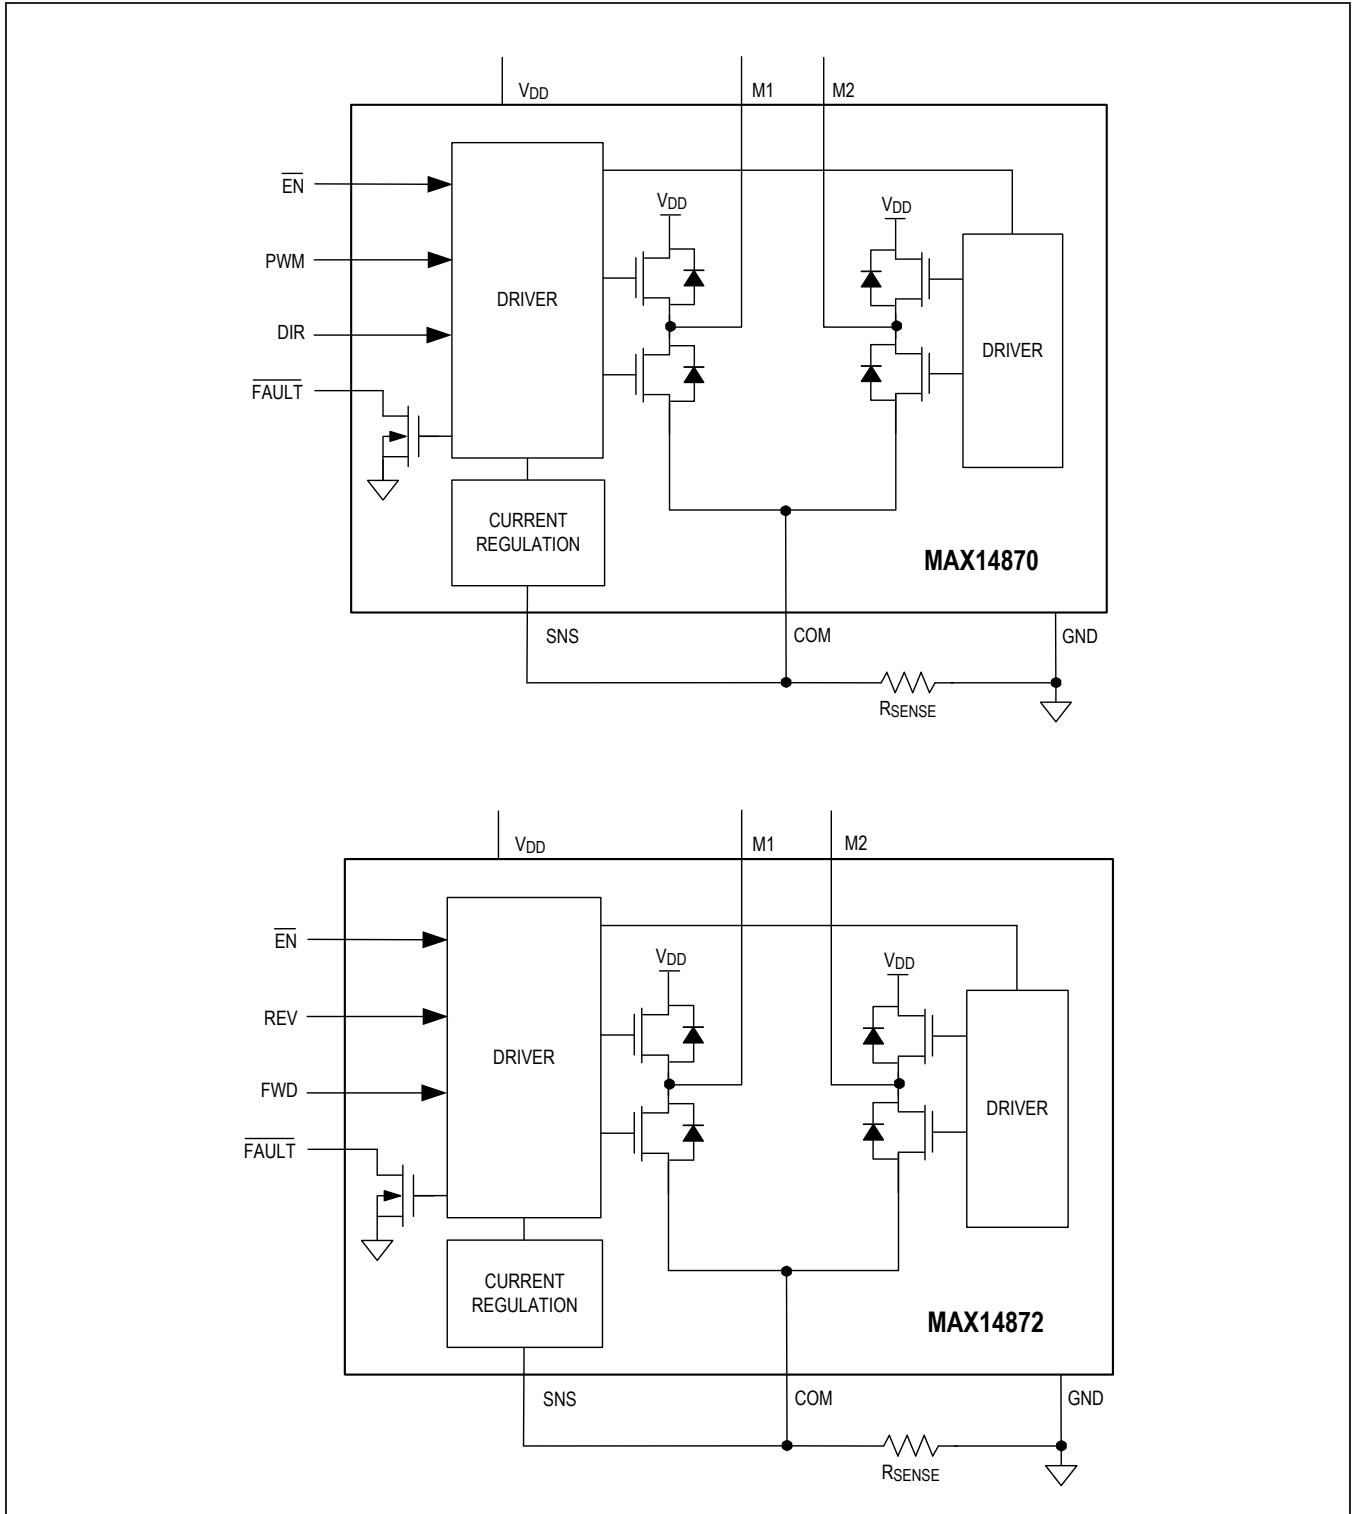 VDD
M1
M2
EN
VDD
VDD
PWM
DRIVER
DIR
DRIVER
FAULT
CURRENT
REGULATION
MAX14870
SNS
COM
GND
RSENSE
VDD
M1
M2
EN
VDD
VDD
REV
DRIVER
FWD
DRIVER
FAULT
CURRENT
REGULATION
MAX14872
SNS
COM
GND
RSENSE